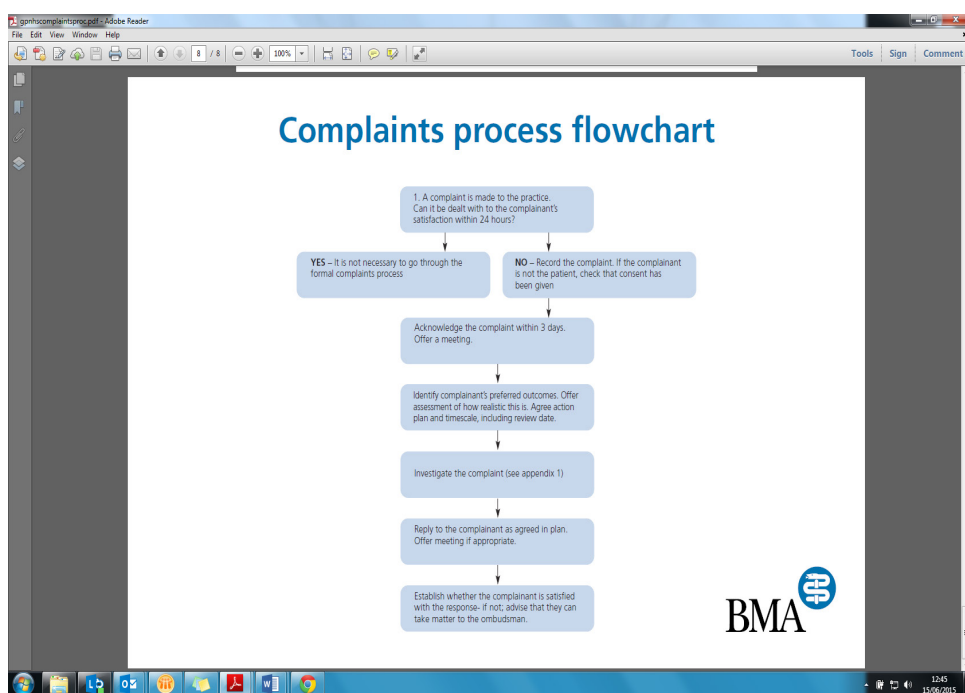 gpnhscomplaintsproc.pdf - Adobe Reader
File Edit View Window Help
8 / 8 100% Tools Sign Comment
Complaints process flowchart
1. A complaint is made to the practice.
Can it be dealt with to the complainant's
satisfaction within 24 hours?
YES – It is not necessary to go through the
formal complaints process
NO – Record the complaint. If the complainant
is not the patient, check that consent has
been given
Acknowledge the complaint within 3 days.
Offer a meeting.
Identify complainant's preferred outcomes. Offer
assessment of how realistic this is. Agree action
plan and timescale, including review date.
Investigate the complaint (see appendix 1)
Reply to the complainant as agreed in plan.
Offer meeting if appropriate.
Establish whether the complainant is satisfied
with the response- if not; advise that they can
take matter to the ombudsman.
BMA
12:45
15/06/2015